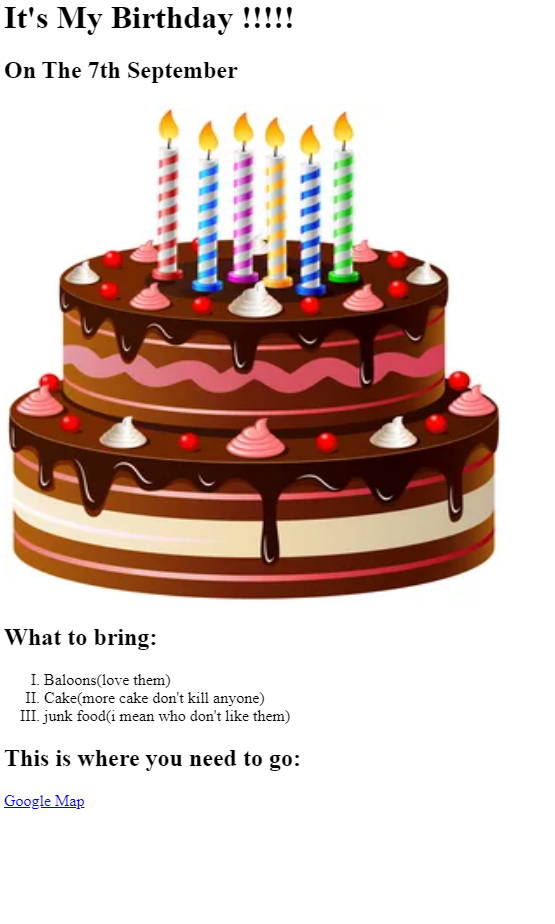 It's My Birthday !!!!!
On The 7th September
What to bring:
I. Baloons(love them)
II. Cake(more cake don't kill anyone)
III. junk food(i mean who don't like them)
This is where you need to go:
Google Map